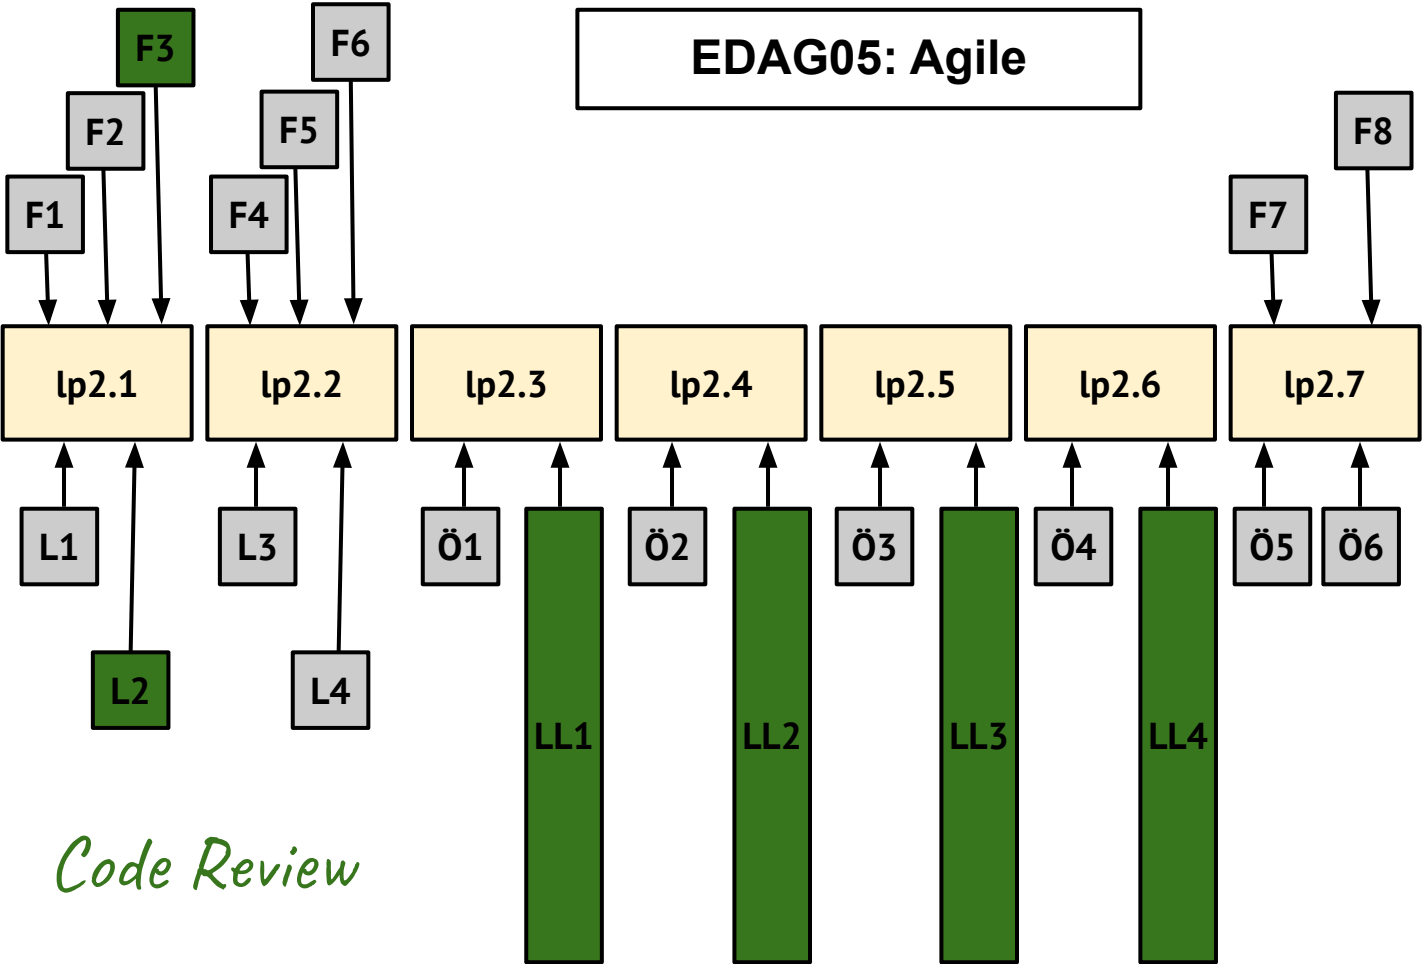 EDAG05: Agile
F3
F6
F2
F5
F8
F1
F4
F7
lp2.1
lp2.2
lp2.3
lp2.4
lp2.5
lp2.6
lp2.7
L1
L3
Ö1
Ö2
Ö3
Ö4
Ö5
Ö6
L2
L4
LL1
LL2
LL3
LL4
Code Review